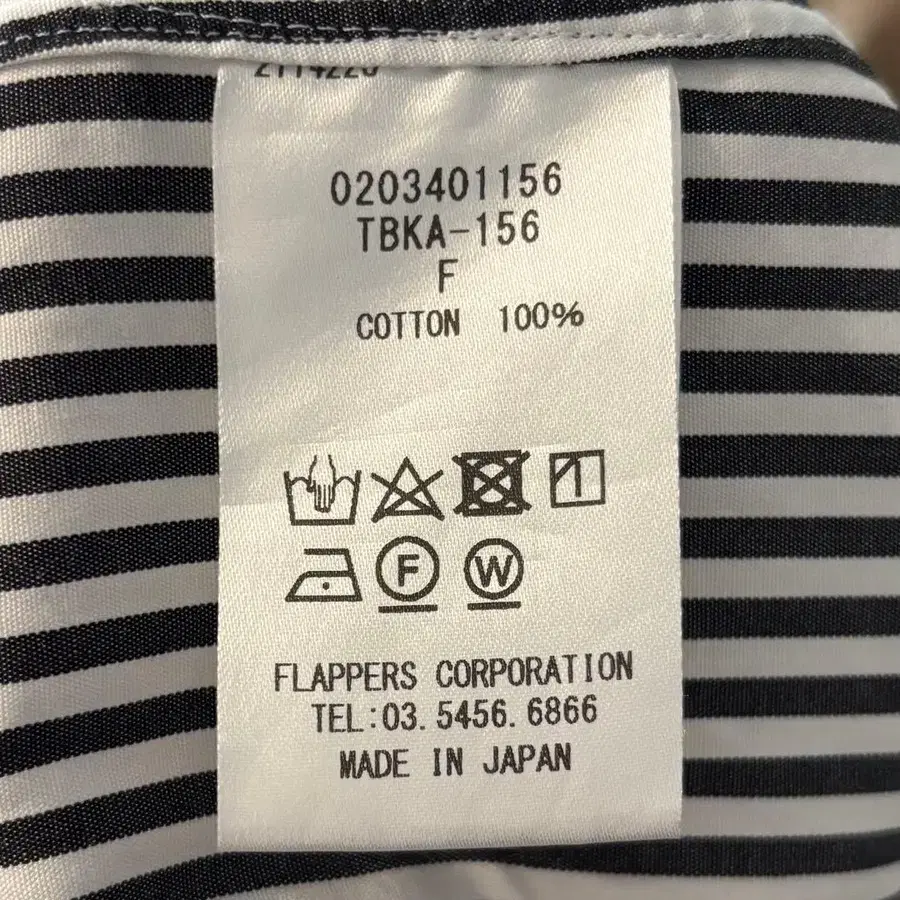 0203401156
TBKA-156
F
COTTON 100%
F W
FLAPPERS CORPORATION
TEL:03.5456.6866
MADE IN JAPAN